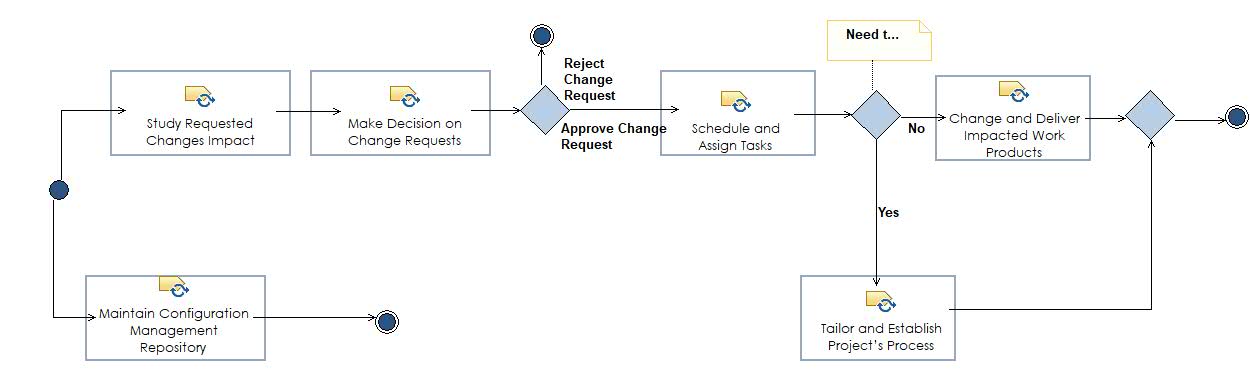 Need t...
Reject
Change
Request
Study Requested
Changes Impact
Make Decision on
Change Requests
Approve Change
Request
Schedule and
Assign Tasks
No
Change and Deliver
Impacted Work
Products
Yes
Maintain Configuration
Management
Repository
Tailor and Establish
Project's Process